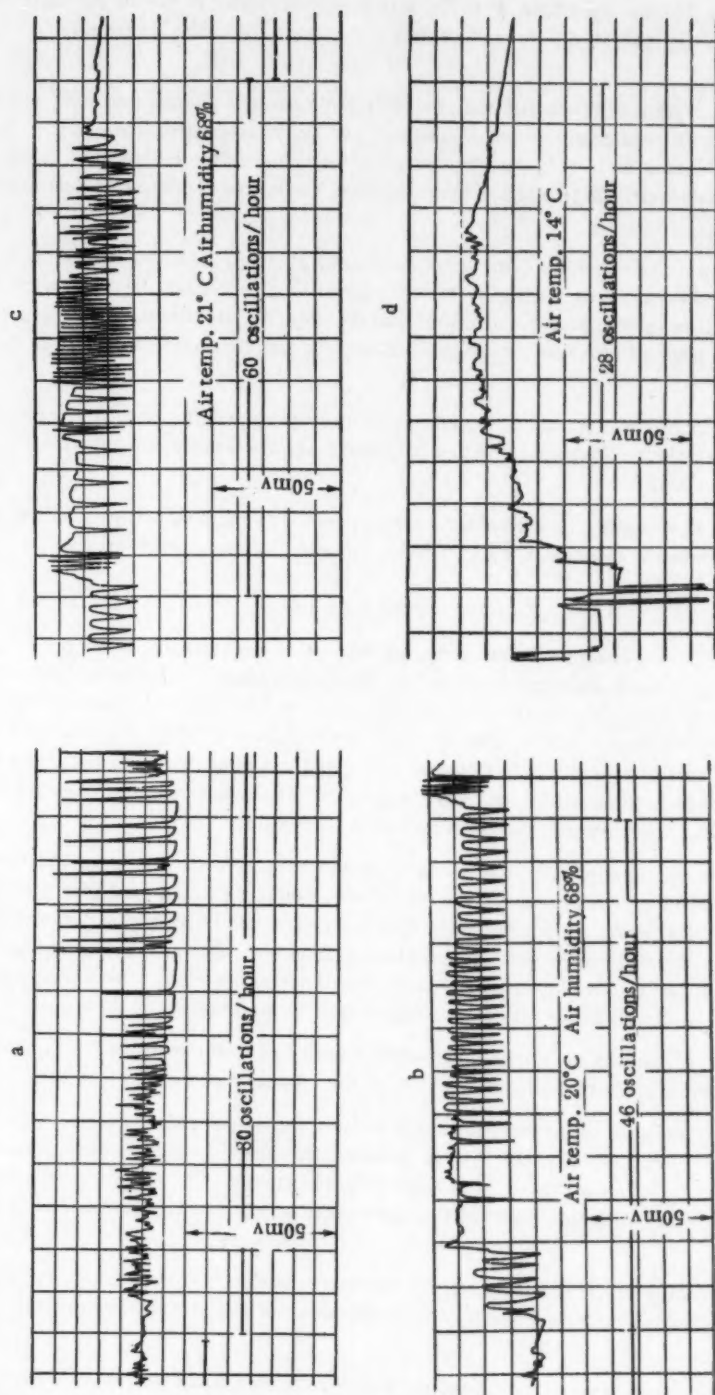 a
80 oscillations/hour
50mv
b
Air temp. 20°C Air humidity 68%
46 oscillations/hour
50mv
c
Air temp. 21° C Air humidity 68%
60 oscillations/hour
50mv
d
Air temp. 14° C
28 oscillations/hour
50mv